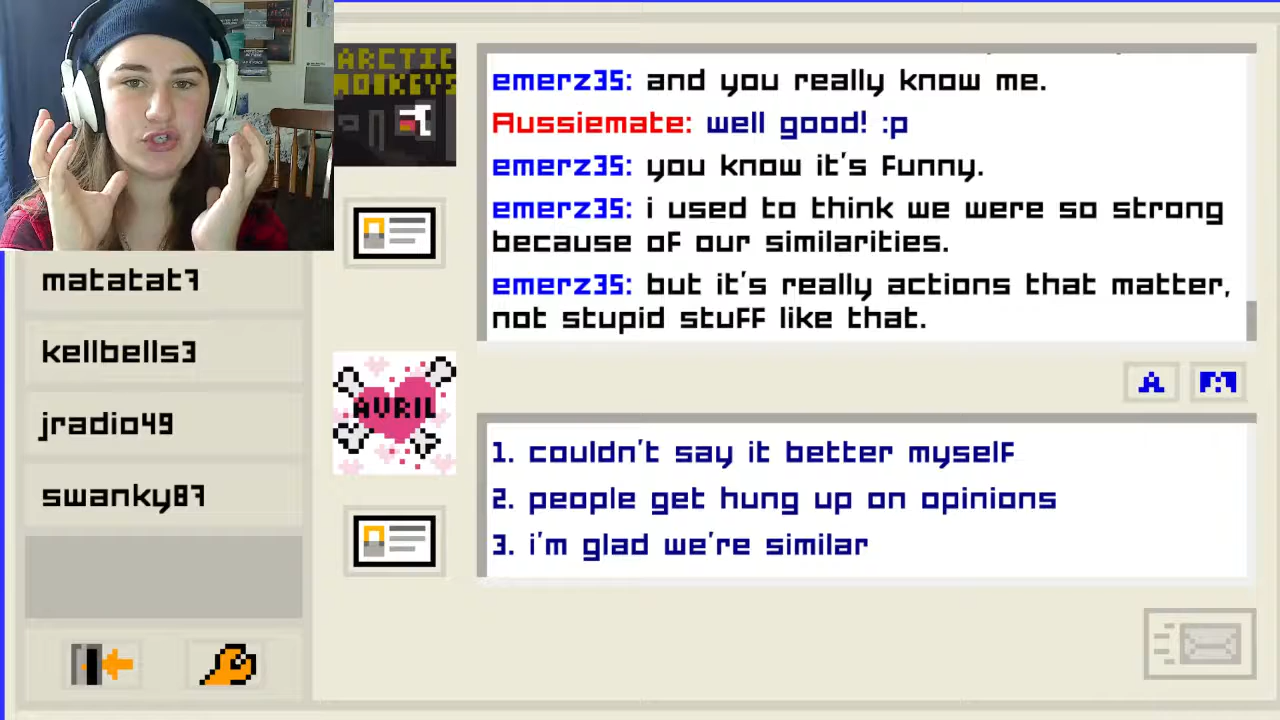 ARCTIC
MONKEYS
emerz35: and you really know me.
Aussiemate: well good! :p
emerz35: you know it's funny.
emerz35: i used to think we were so strong
because of our similarities.
emerz35: but it's really actions that matter,
not stupid stuff like that.
matatat7
kellbells3
jradio49
swanky87
AVRIL
A M
1. couldn't say it better myself
2. people get hung up on opinions
3. i'm glad we're similar